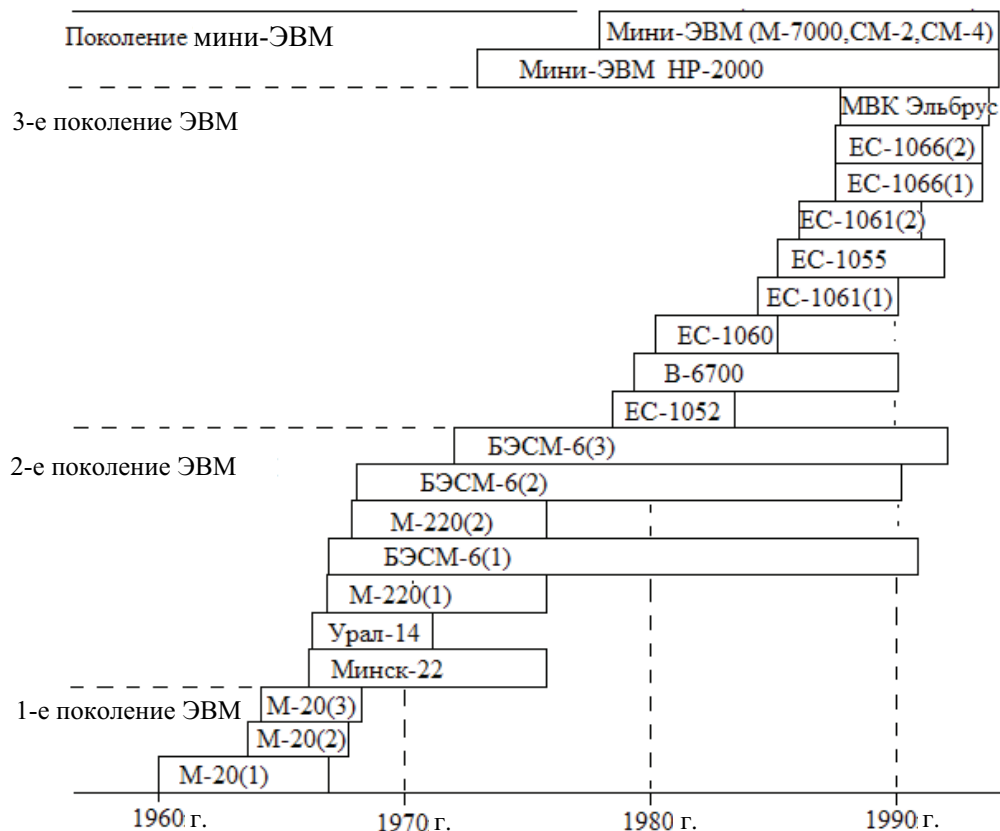 Поколение мини-ЭВМ
Мини-ЭВМ (М-7000,СМ-2,СМ-4)
Мини-ЭВМ НР-2000
3-е поколение ЭВМ
МВК Эльбрус
ЕС-1066(2)
ЕС-1066(1)
ЕС-1061(2)
ЕС-1055
ЕС-1061(1)
ЕС-1060
В-6700
ЕС-1052
2-е поколение ЭВМ
БЭСМ-6(3)
БЭСМ-6(2)
М-220(2)
БЭСМ-6(1)
М-220(1)
Урал-14
Минск-22
1-е поколение ЭВМ
М-20(3)
М-20(2)
М-20(1)
1960 г. 1970 г. 1980 г. 1990 г.